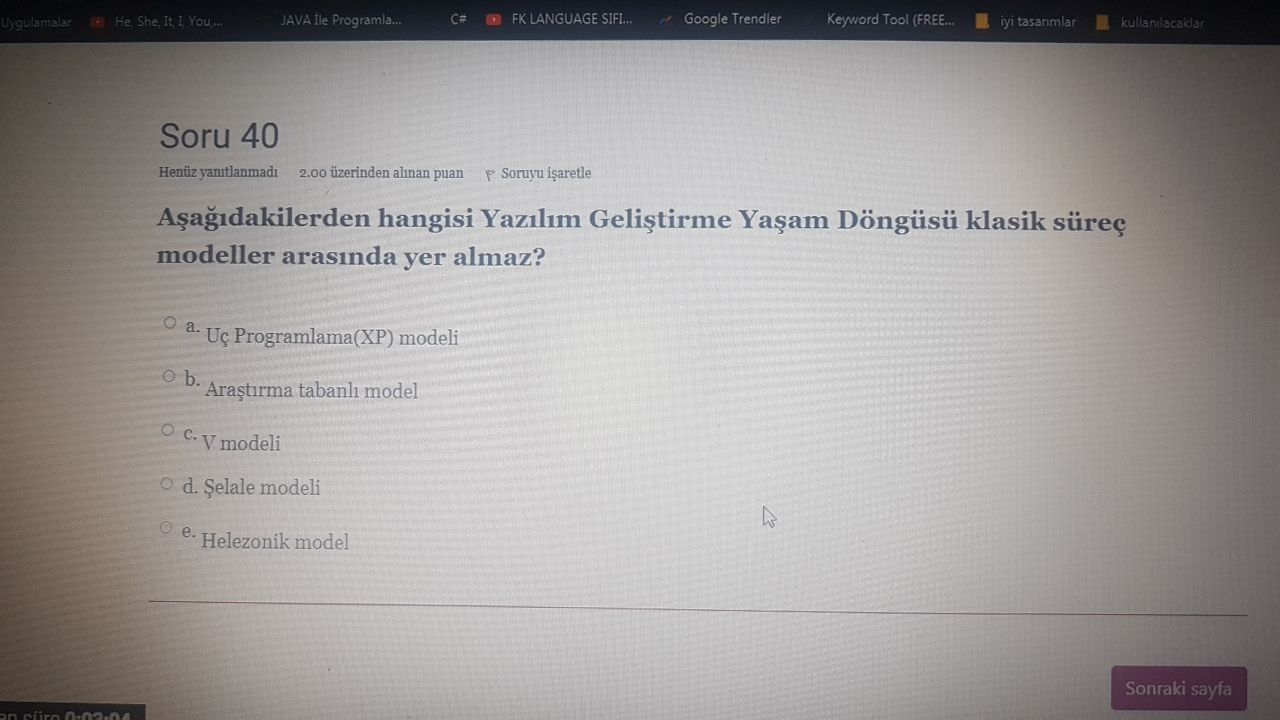 Uygulamalar He, She, It, I, You,... JAVA İle Programla... C# FK LANGUAGE SIFI... Google Trendler Keyword Tool (FREE... iyi tasarımlar kullanılacaklar
Soru 40
Henüz yanıtlanmadı 2.00 üzerinden alınan puan Soruyu işaretle
Aşağıdakilerden hangisi Yazılım Geliştirme Yaşam Döngüsü klasik süreç
modeller arasında yer almaz?
a. Uç Programlama(XP) modeli
b. Araştırma tabanlı model
c. V modeli
d. Şelale modeli
e. Helezonik model
Sonraki sayfa
süre 0:03:04